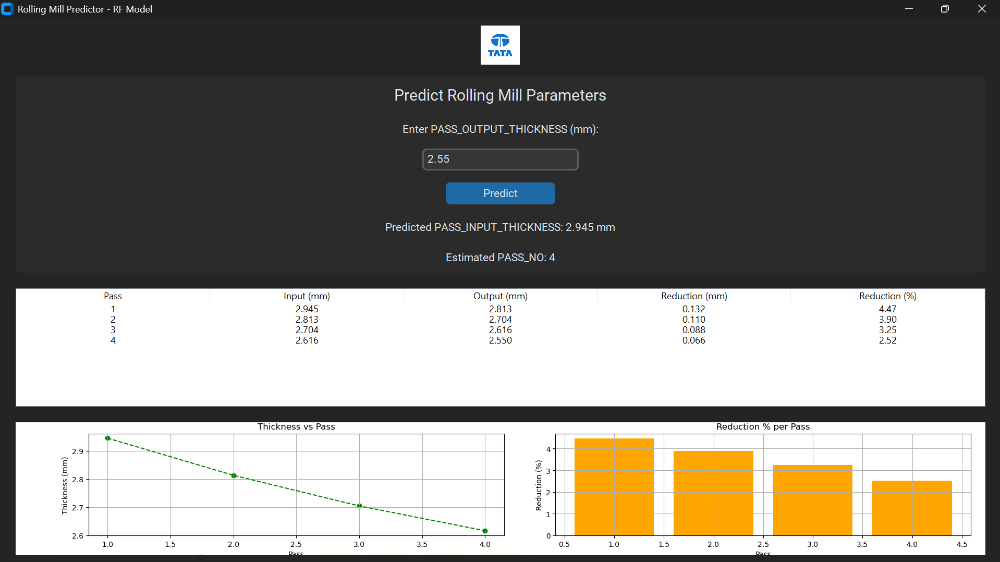 Rolling Mill Predictor - RF Model
TATA
Predict Rolling Mill Parameters
Enter PASS_OUTPUT_THICKNESS (mm):
2.55
Predict
Predicted PASS_INPUT_THICKNESS: 2.945 mm
Estimated PASS_NO: 4
Pass Input (mm) Output (mm) Reduction (mm) Reduction (%)
1 2.945 2.813 0.132 4.47
2 2.813 2.704 0.110 3.90
3 2.704 2.616 0.088 3.25
4 2.616 2.550 0.066 2.52
Thickness vs Pass
Thickness (mm)
2.9
2.8
2.7
2.6
1.0 1.5 2.0 2.5 3.0 3.5 4.0
Pass
Reduction % per Pass
Reduction (%)
4
3
2
1
0
0.5 1.0 1.5 2.0 2.5 3.0 3.5 4.0 4.5
Pass